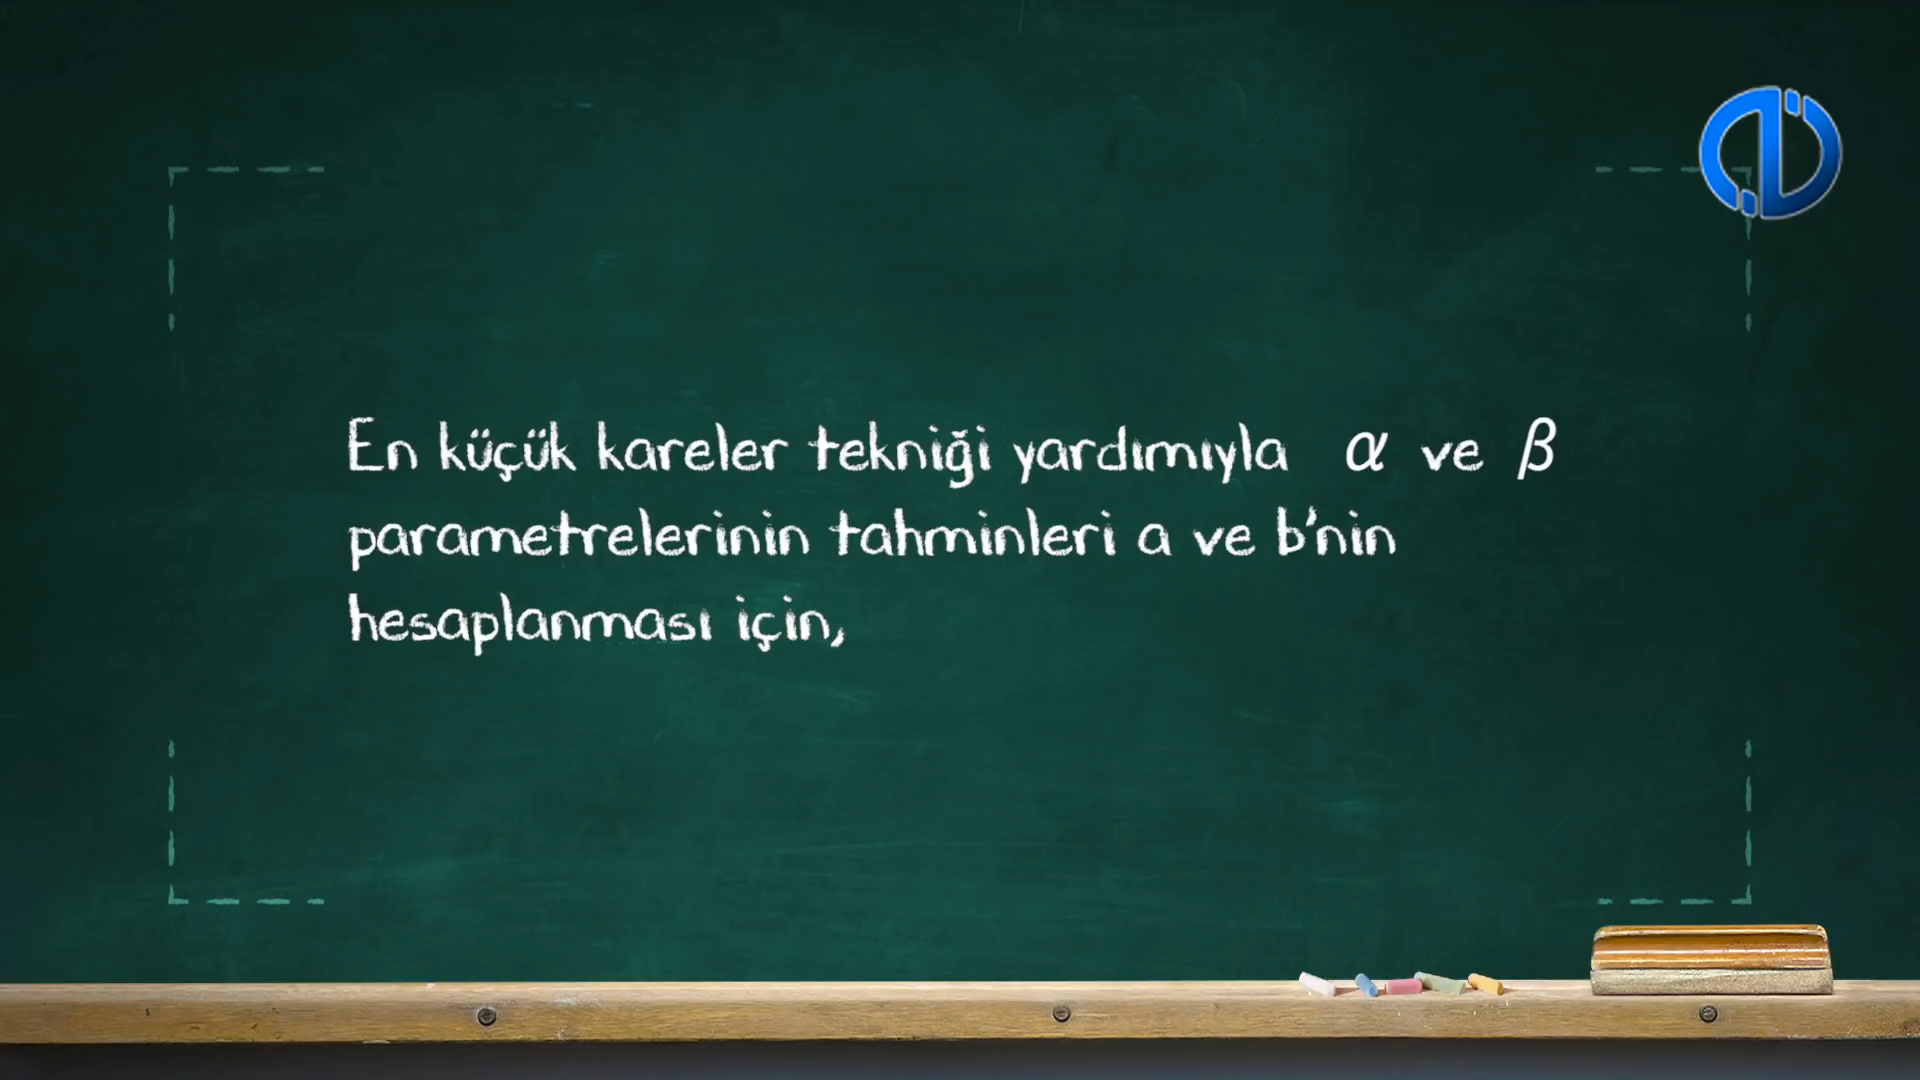 En küçük kareler tekniği yardımıyla α ve β
parametrelerinin tahminleri a ve b'nin
hesaplanması için,